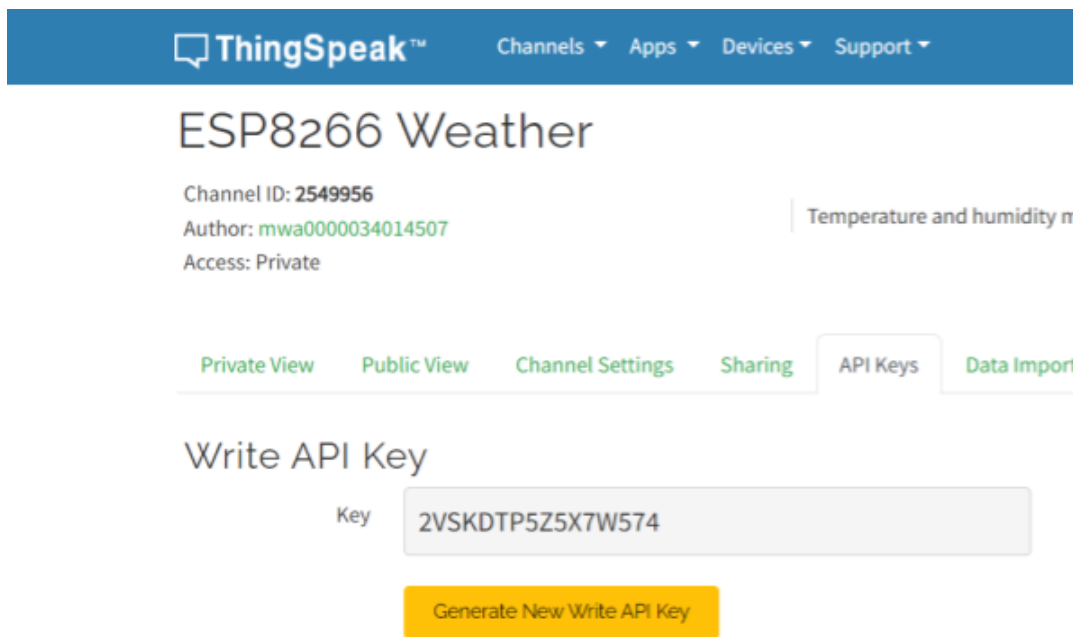 ThingSpeak™ Channels Apps Devices Support
ESP8266 Weather
Channel ID: 2549956
Author: mwa0000034014507
Access: Private
Temperature and humidity m
Private View Public View Channel Settings Sharing API Keys Data Import
Write API Key
Key 2VSKDTP5Z5X7W574
Generate New Write API Key